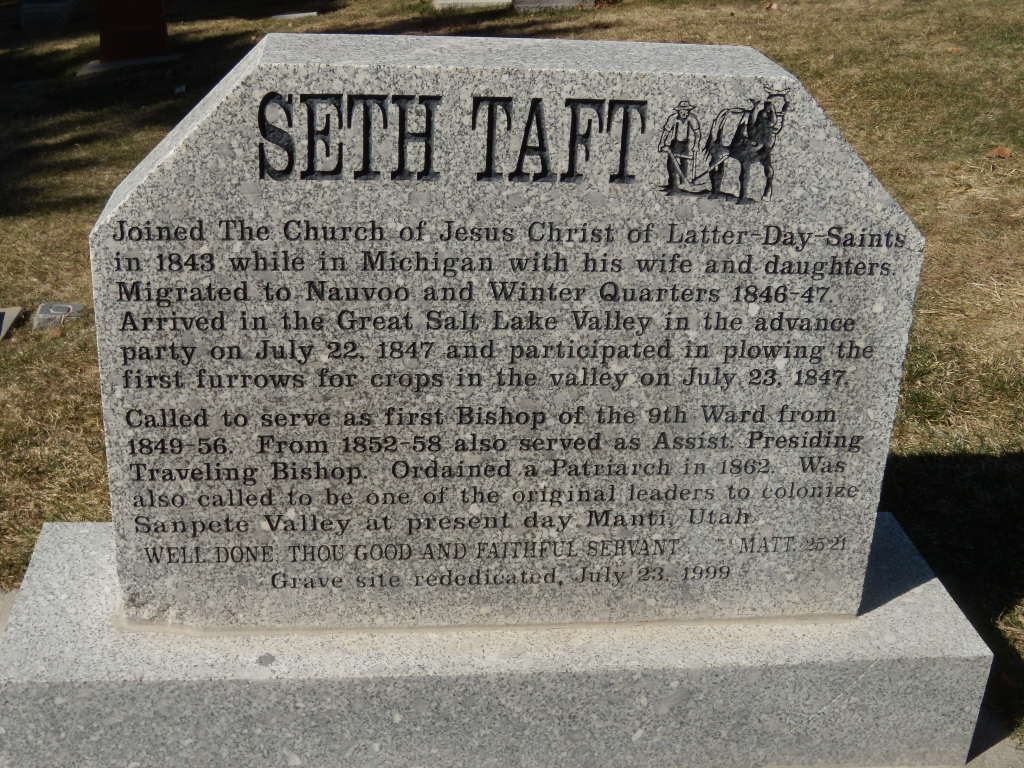 SETH TAFT
Joined The Church of Jesus Christ of Latter-Day-Saints
in 1843 while in Michigan with his wife and daughters.
Migrated to Nauvoo and Winter Quarters 1846-47.
Arrived in the Great Salt Lake Valley in the advance
party on July 22, 1847 and participated in plowing the
first furrows for crops in the valley on July 23, 1847.
Called to serve as first Bishop of the 9th Ward from
1849-56. From 1852-58 also served as Assist. Presiding
Traveling Bishop. Ordained a Patriarch in 1862. Was
also called to be one of the original leaders to colonize
Sanpete Valley at present day Manti, Utah.
"WELL DONE THOU GOOD AND FAITHFUL SERVANT..." MATT. 25:21
Grave site rededicated, July 23, 1999